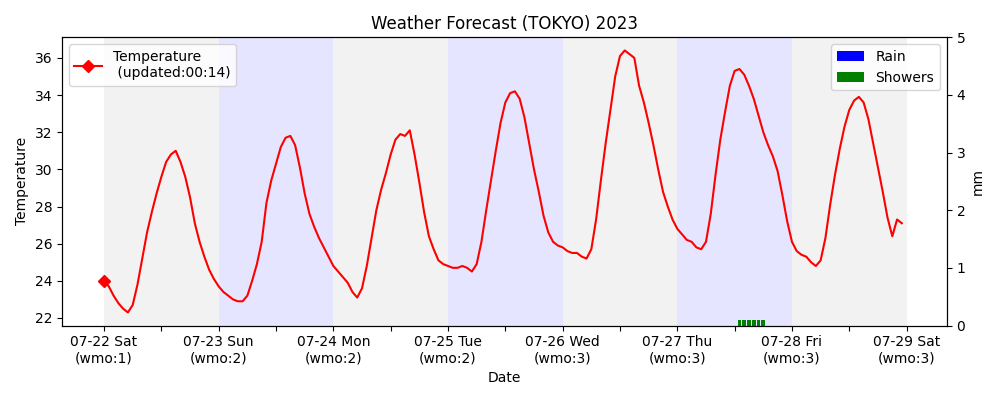 Weather Forecast (TOKYO) 2023
Temperature
(updated:00:14)
Rain
Showers
Temperature
36
34
32
30
28
26
24
22
5
4
3
2
1
0
mm
07-22 Sat
(wmo:1)
07-23 Sun
(wmo:2)
07-24 Mon
(wmo:2)
07-25 Tue
(wmo:2)
07-26 Wed
(wmo:3)
07-27 Thu
(wmo:3)
07-28 Fri
(wmo:3)
07-29 Sat
(wmo:3)
Date